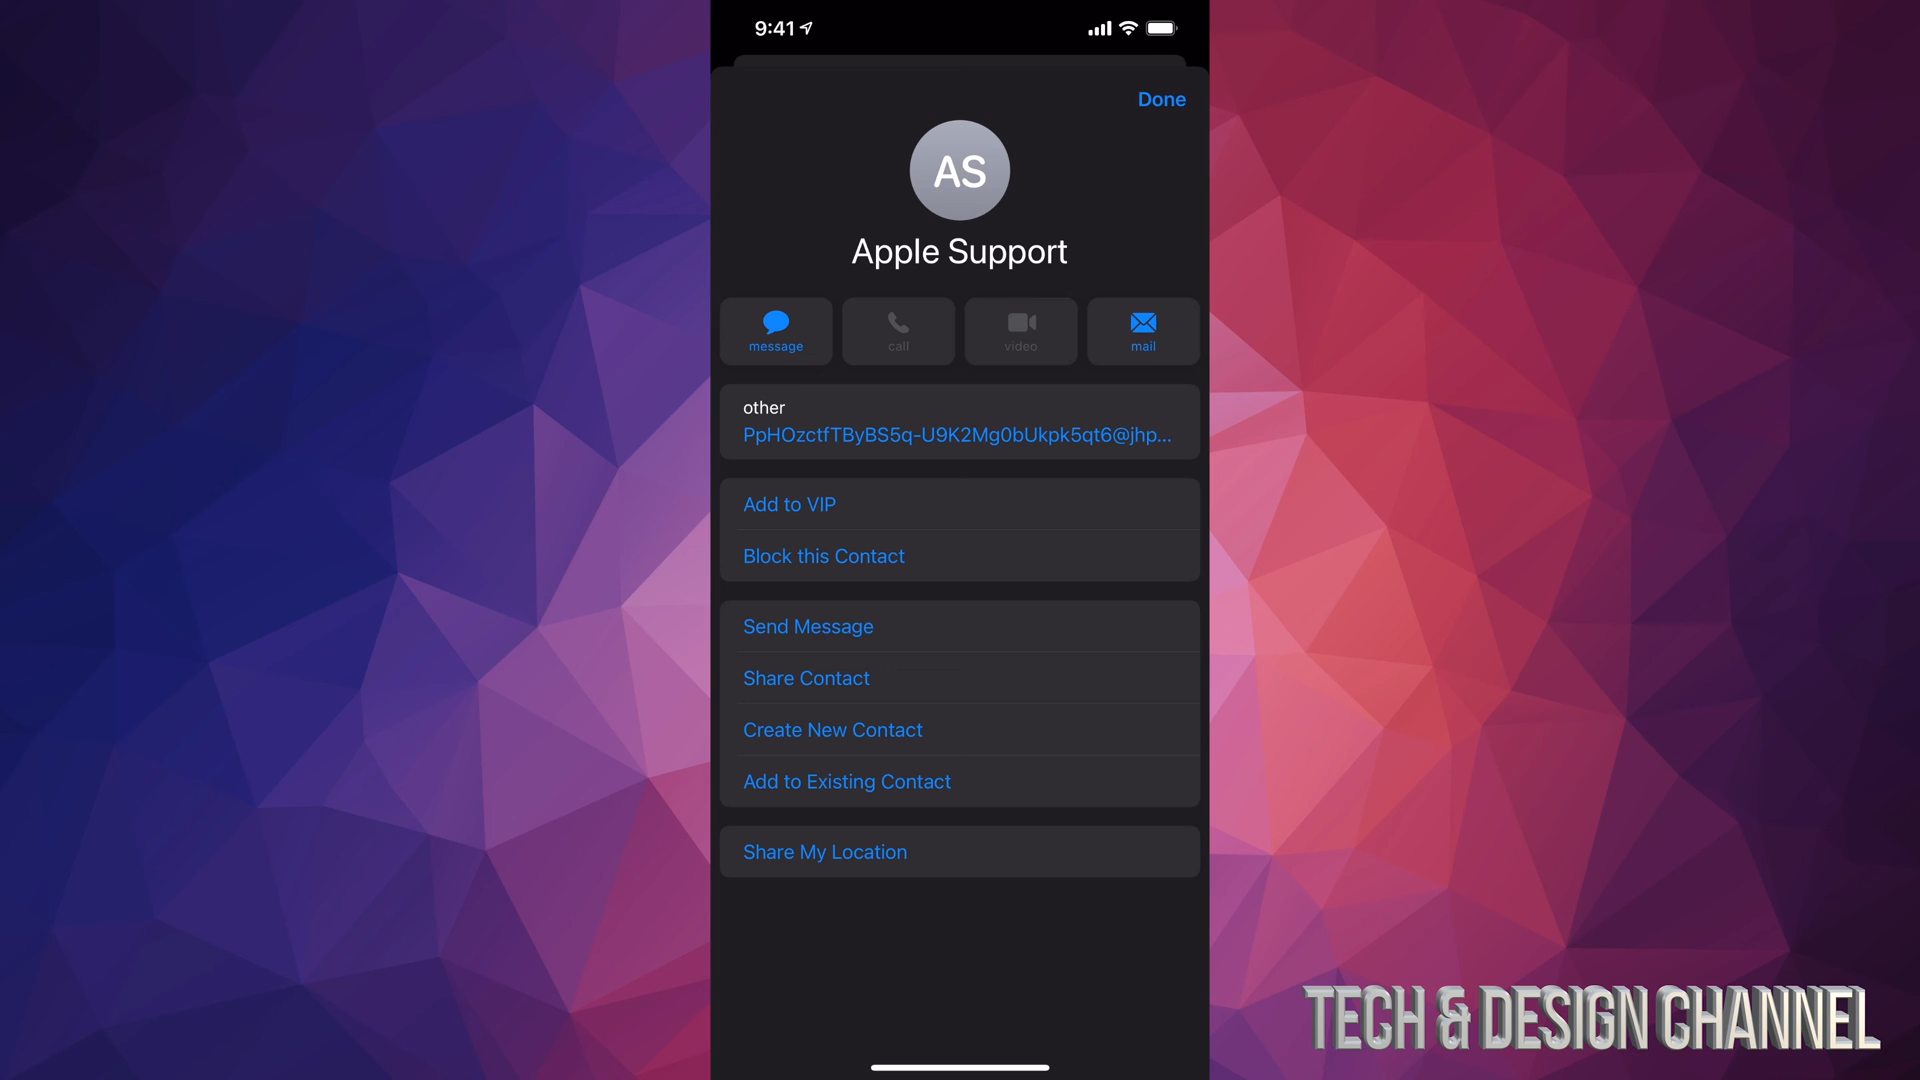 9:41
Done
AS
Apple Support
message
call
video
mail
other
PpHOzctfTByBS5q-U9K2Mg0bUkpk5qt6@jhp...
Add to VIP
Block this Contact
Send Message
Share Contact
Create New Contact
Add to Existing Contact
Share My Location
TECH & DESIGN CHANNEL